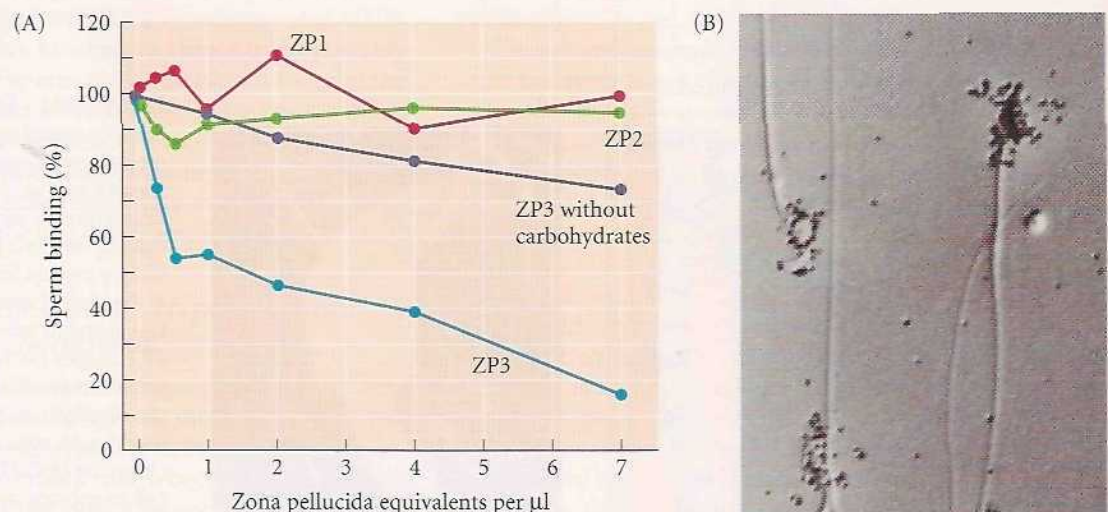 (A)
120
100
80
60
40
20
0
Sperm binding (%)
ZP1
ZP2
ZP3 without
carbohydrates
ZP3
0 1 2 3 4 5 6 7
Zona pellucida equivalents per µl
(B)